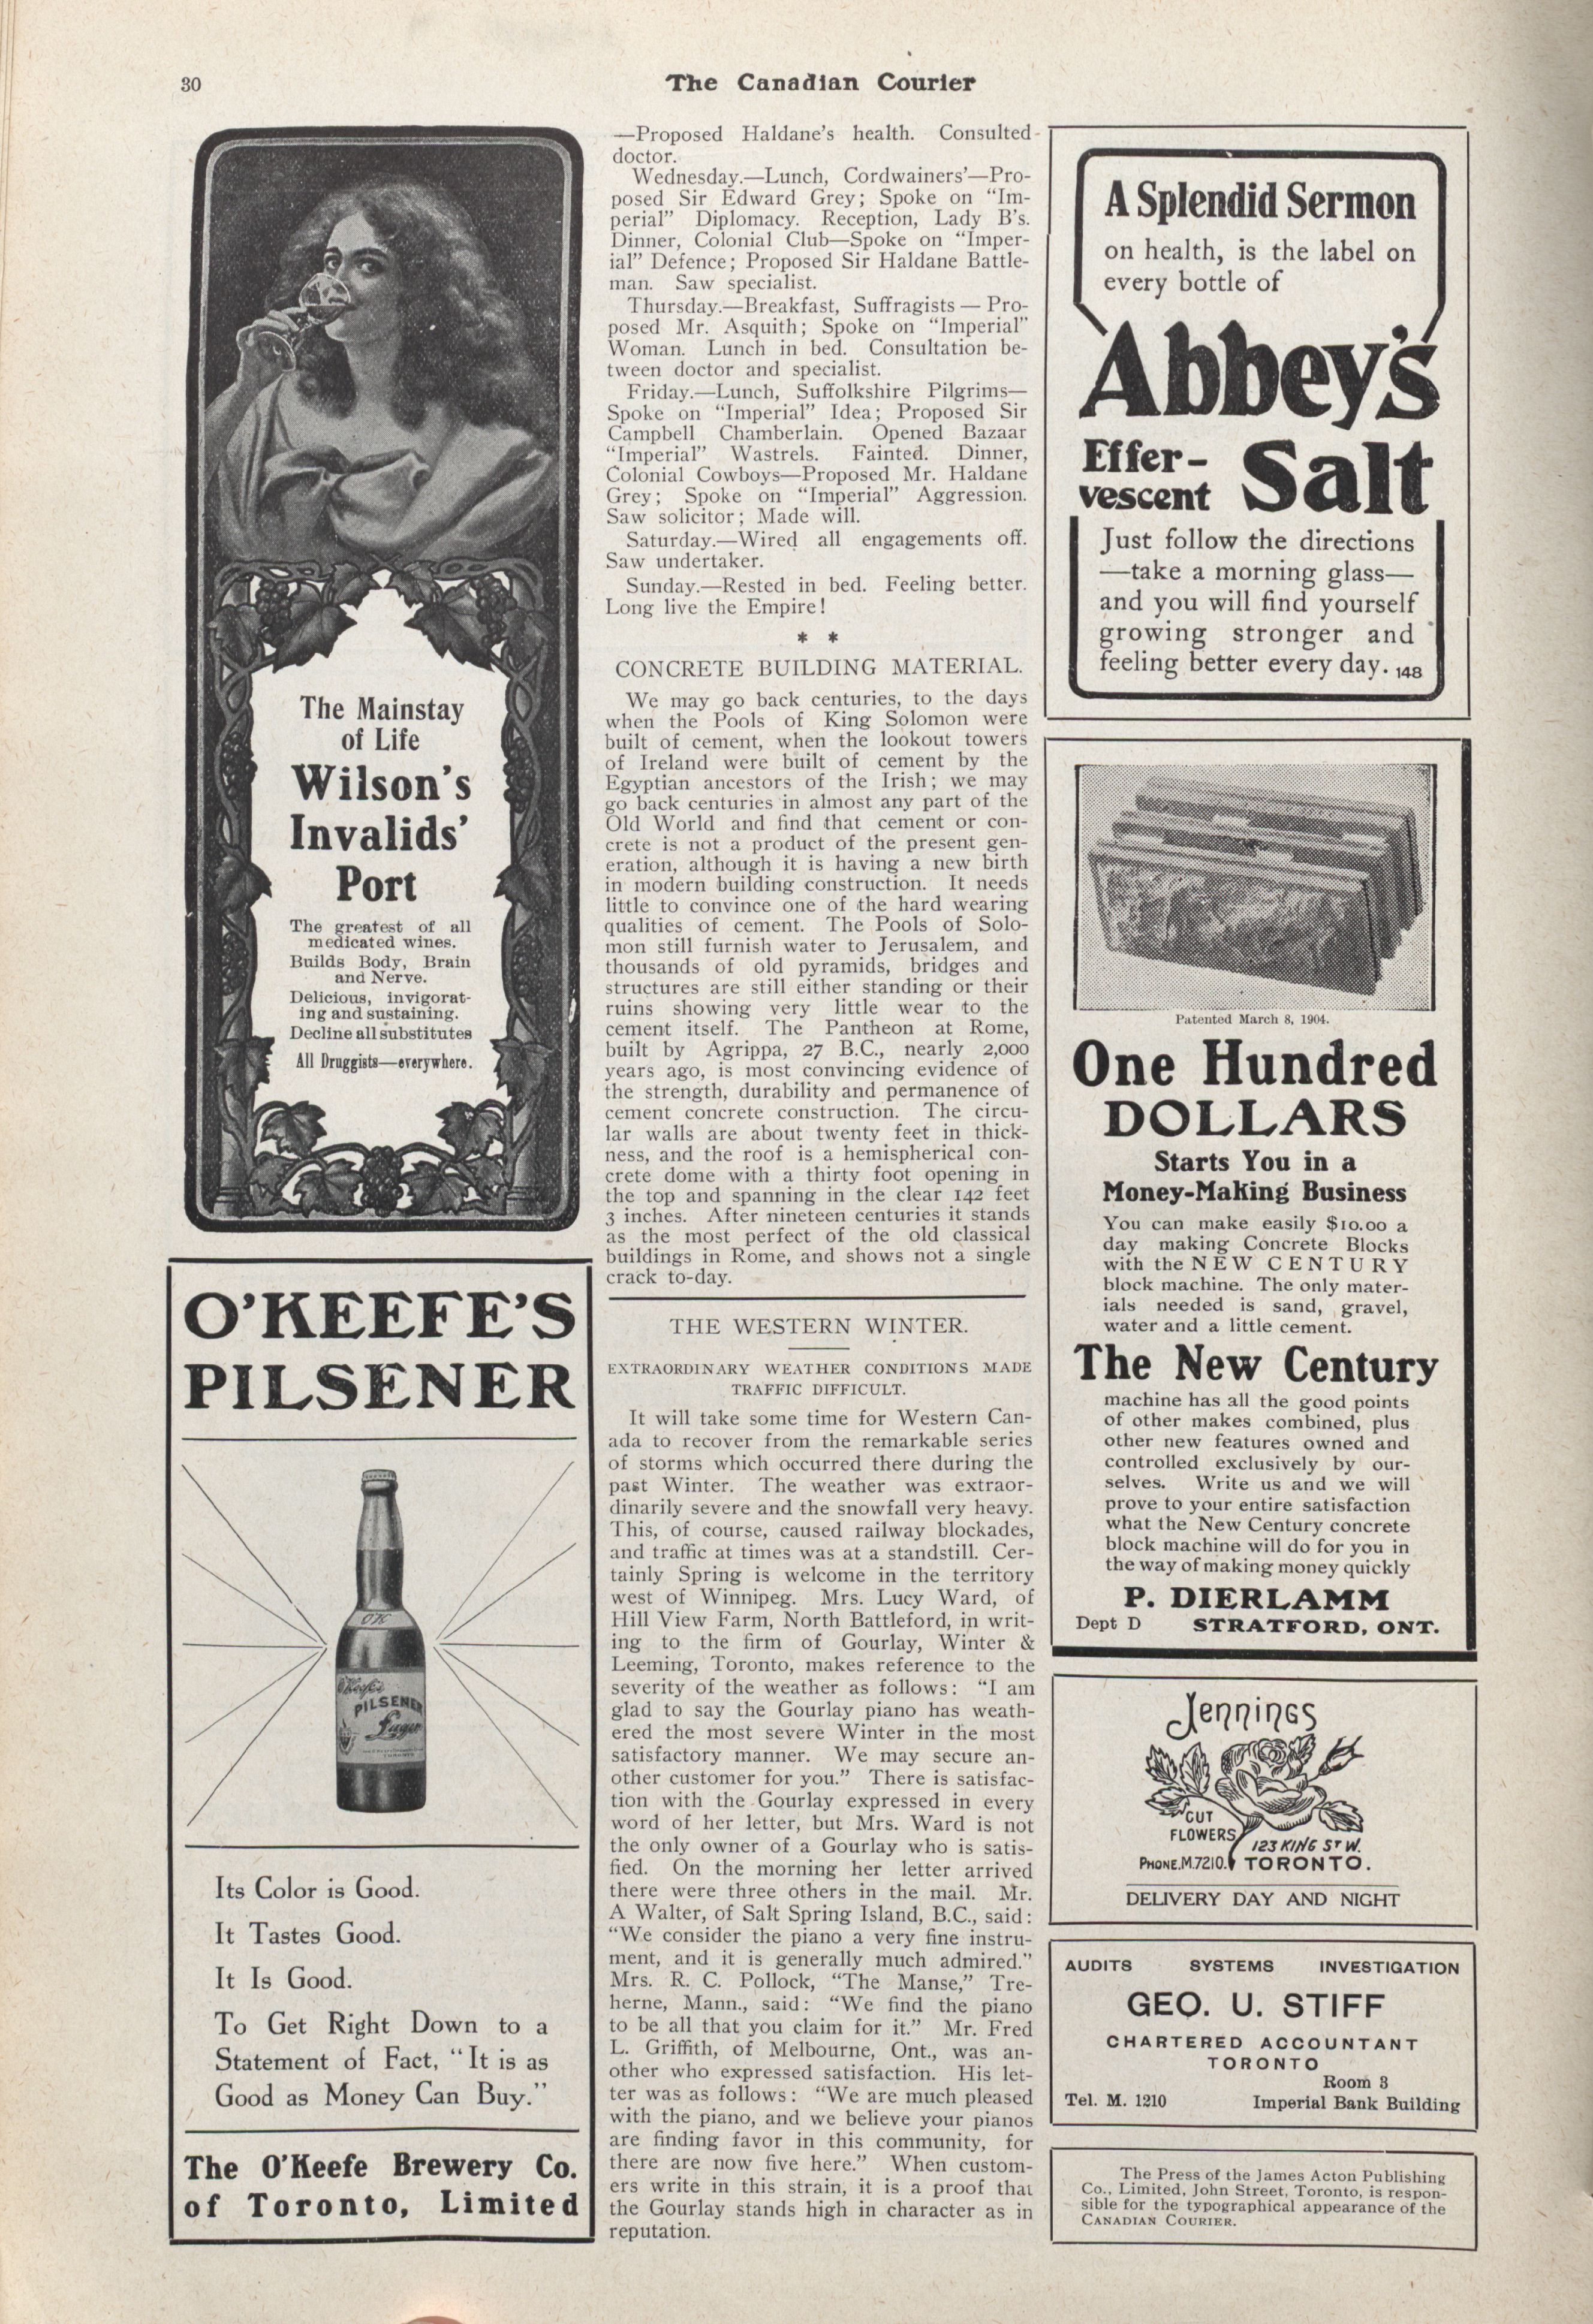 30
The Canadian Courier
The Mainstay
of Life
Wilson's
Invalids'
Port
The greatest of all
medicated wines.
Builds Body, Brain
and Nerve.
Delicious, invigorat-
ing and sustaining.
Decline all substitutes
All Druggists—everywhere.
O'KEEFE'S
PILSENER
OʼK
O'Keefe's
PILSENER
Lager
Its Color is Good.
It Tastes Good.
It Is Good.
To Get Right Down to a
Statement of Fact, "It is as
Good as Money Can Buy."
The O'Keefe Brewery Co.
of Toronto, Limited
—Proposed Haldane's health. Consulted
doctor.
Wednesday.—Lunch, Cordwainers'—Pro-
posed Sir Edward Grey; Spoke on "Im-
perial" Diplomacy. Reception, Lady B's.
Dinner, Colonial Club—Spoke on "Imper-
ial" Defence; Proposed Sir Haldane Battle-
man. Saw specialist.
Thursday.—Breakfast, Suffragists — Pro-
posed Mr. Asquith; Spoke on "Imperial"
Woman. Lunch in bed. Consultation be-
tween doctor and specialist.
Friday.—Lunch, Suffolkshire Pilgrims—
Spoke on "Imperial" Idea; Proposed Sir
Campbell Chamberlain. Opened Bazaar
"Imperial" Wastrels. Fainted. Dinner,
Colonial Cowboys—Proposed Mr. Haldane
Grey; Spoke on "Imperial" Aggression.
Saw solicitor; Made will.
Saturday.—Wired all engagements off.
Saw undertaker.
Sunday.—Rested in bed. Feeling better.
Long live the Empire!
* *
CONCRETE BUILDING MATERIAL.
We may go back centuries, to the days
when the Pools of King Solomon were
built of cement, when the lookout towers
of Ireland were built of cement by the
Egyptian ancestors of the Irish; we may
go back centuries in almost any part of the
Old World and find that cement or con-
crete is not a product of the present gen-
eration, although it is having a new birth
in modern building construction. It needs
little to convince one of the hard wearing
qualities of cement. The Pools of Solo-
mon still furnish water to Jerusalem, and
thousands of old pyramids, bridges and
structures are still either standing or their
ruins showing very little wear to the
cement itself. The Pantheon at Rome,
built by Agrippa, 27 B.C., nearly 2,000
years ago, is most convincing evidence of
the strength, durability and permanence of
cement concrete construction. The circu-
lar walls are about twenty feet in thick-
ness, and the roof is a hemispherical con-
crete dome with a thirty foot opening in
the top and spanning in the clear 142 feet
3 inches. After nineteen centuries it stands
as the most perfect of the old classical
buildings in Rome, and shows not a single
crack to-day.
THE WESTERN WINTER.
EXTRAORDINARY WEATHER CONDITIONS MADE
TRAFFIC DIFFICULT.
It will take some time for Western Can-
ada to recover from the remarkable series
of storms which occurred there during the
past Winter. The weather was extraor-
dinarily severe and the snowfall very heavy.
This, of course, caused railway blockades,
and traffic at times was at a standstill. Cer-
tainly Spring is welcome in the territory
west of Winnipeg. Mrs. Lucy Ward, of
Hill View Farm, North Battleford, in writ-
ing to the firm of Gourlay, Winter &
Leeming, Toronto, makes reference to the
severity of the weather as follows: "I am
glad to say the Gourlay piano has weath-
ered the most severe Winter in the most
satisfactory manner. We may secure an-
other customer for you." There is satisfac-
tion with the Gourlay expressed in every
word of her letter, but Mrs. Ward is not
the only owner of a Gourlay who is satis-
fied. On the morning her letter arrived
there were three others in the mail. Mr.
A Walter, of Salt Spring Island, B.C., said:
"We consider the piano a very fine instru-
ment, and it is generally much admired."
Mrs. R. C. Pollock, "The Manse," Tre-
herne, Mann., said: "We find the piano
to be all that you claim for it." Mr. Fred
L. Griffith, of Melbourne, Ont., was an-
other who expressed satisfaction. His let-
ter was as follows: "We are much pleased
with the piano, and we believe your pianos
are finding favor in this community, for
there are now five here." When custom-
ers write in this strain, it is a proof that
the Gourlay stands high in character as in
reputation.
A Splendid Sermon
on health, is the label on
every bottle of
Abbey's
Effer-
vescent Salt
Just follow the directions
—take a morning glass—
and you will find yourself
growing stronger and
feeling better every day. 148
Patented March 8, 1904.
One Hundred
DOLLARS
Starts You in a
Money-Making Business
You can make easily $10.00 a
day making Concrete Blocks
with the NEW CENTURY
block machine. The only mater-
ials needed is sand, gravel,
water and a little cement.
The New Century
machine has all the good points
of other makes combined, plus
other new features owned and
controlled exclusively by our-
selves. Write us and we will
prove to your entire satisfaction
what the New Century concrete
block machine will do for you in
the way of making money quickly
P. DIERLAMM
Dept D STRATFORD, ONT.
Jennings
CUT
FLOWERS
123 KING ST W.
PHONE.M.7210. TORONTO.
DELIVERY DAY AND NIGHT
AUDITS SYSTEMS INVESTIGATION
GEO. U. STIFF
CHARTERED ACCOUNTANT
TORONTO
Room 3
Tel. M. 1210 Imperial Bank Building
The Press of the James Acton Publishing
Co., Limited, John Street, Toronto, is respon-
sible for the typographical appearance of the
CANADIAN COURIER.